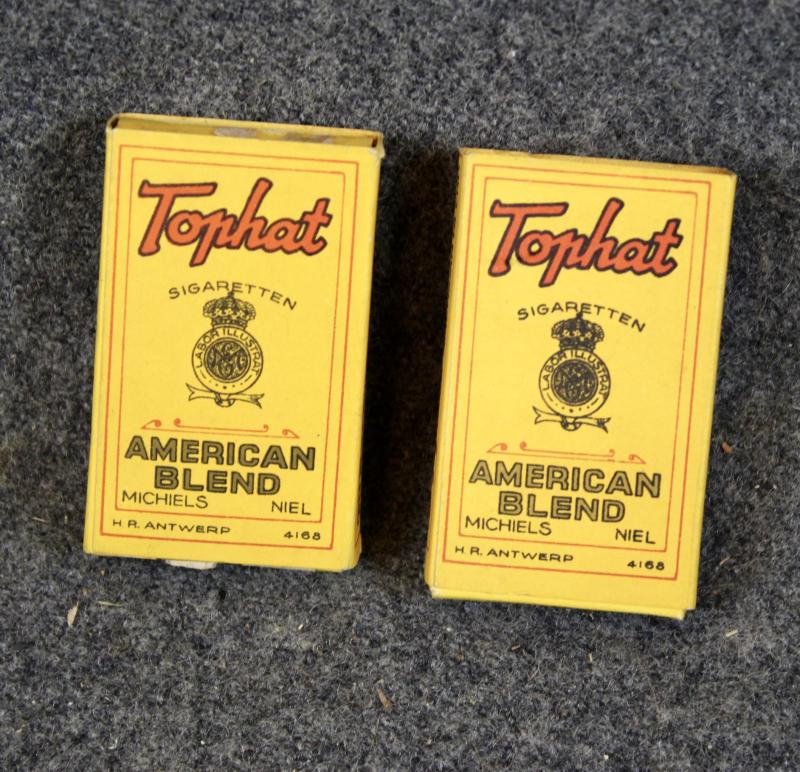 Tophat
SIGARETTEN
LABOR ILLUSTRAT
AMERICAN
BLEND
MICHIELS NIEL
H.R. ANTWERP 4168
Tophat
SIGARETTEN
LABOR ILLUSTRAT
AMERICAN
BLEND
MICHIELS NIEL
H.R. ANTWERP 4168